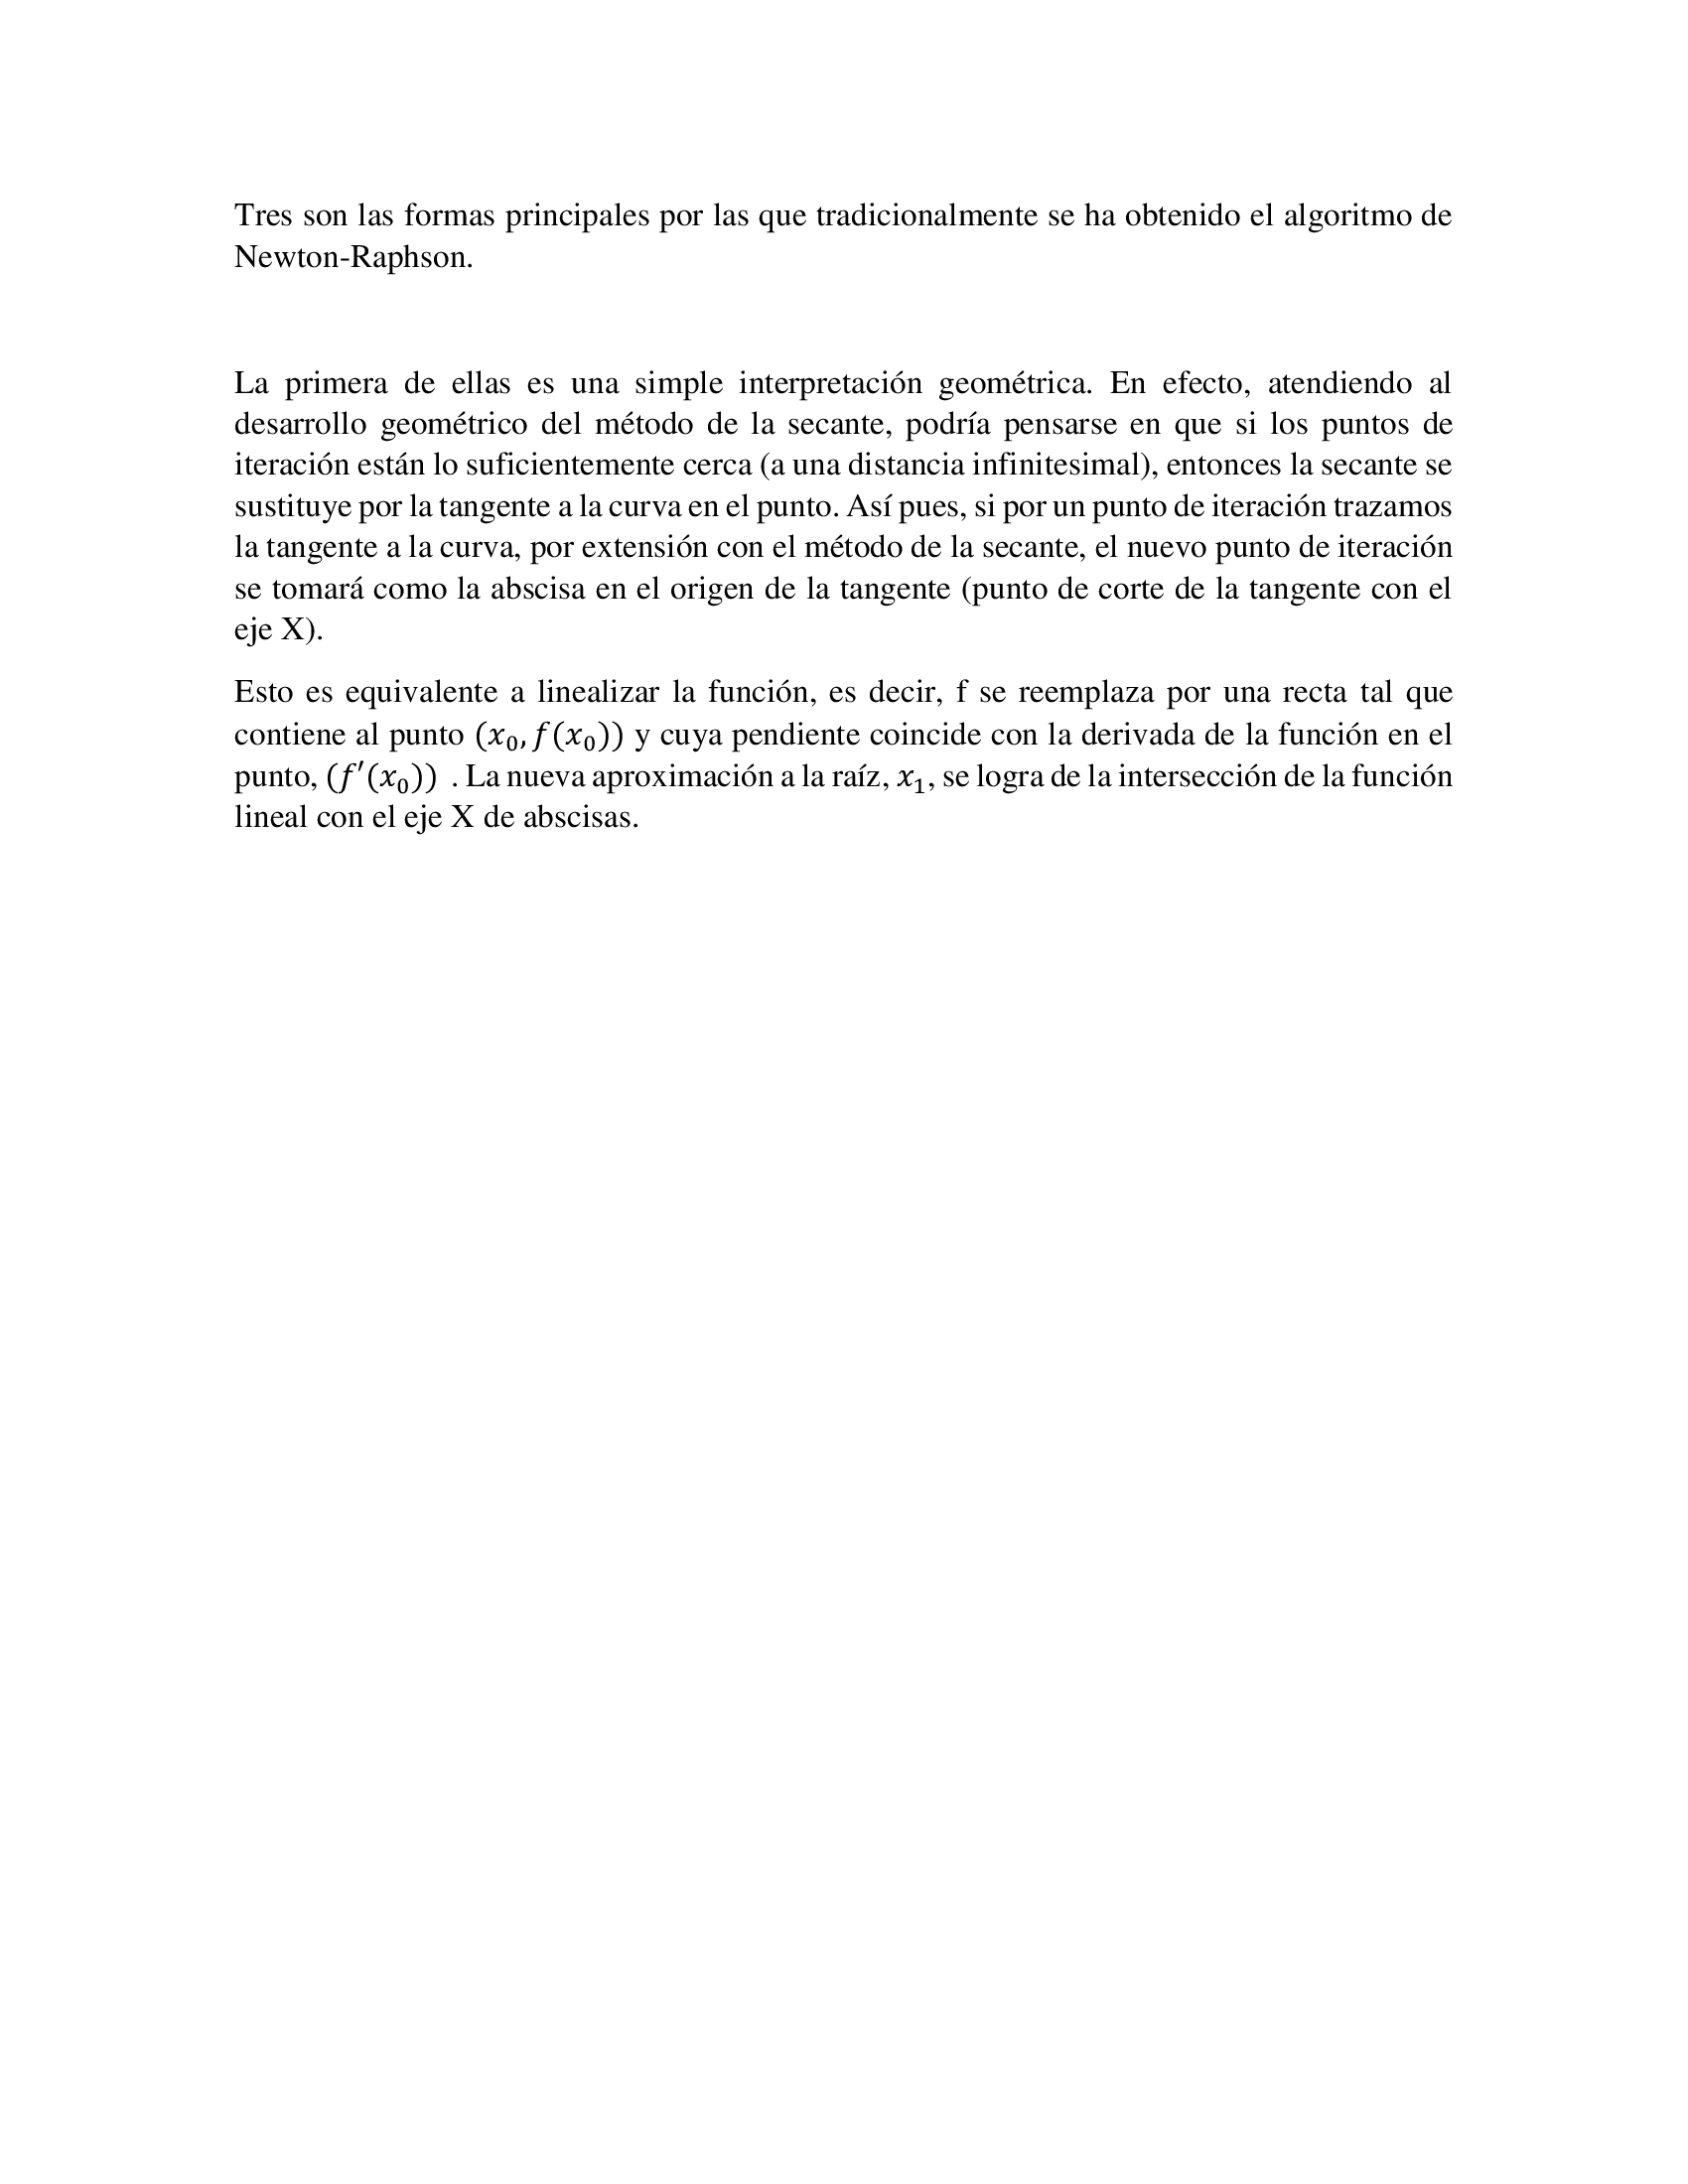 Tres son las formas principales por las que tradicionalmente se ha obtenido el algoritmo de
Newton-Raphson.
La primera de ellas es una simple interpretación geométrica. En efecto, atendiendo al
desarrollo geométrico del método de la secante, podría pensarse en que si los puntos de
iteración están lo suficientemente cerca (a una distancia infinitesimal), entonces la secante se
sustituye por la tangente a la curva en el punto. Así pues, si por un punto de iteración trazamos
la tangente a la curva, por extensión con el método de la secante, el nuevo punto de iteración
se tomará como la abscisa en el origen de la tangente (punto de corte de la tangente con el
eje X).
Esto es equivalente a linealizar la función, es decir, f se reemplaza por una recta tal que
contiene al punto (x₀, f(x₀)) y cuya pendiente coincide con la derivada de la función en el
punto, (f′(x₀)) . La nueva aproximación a la raíz, x₁, se logra de la intersección de la función
lineal con el eje X de abscisas.